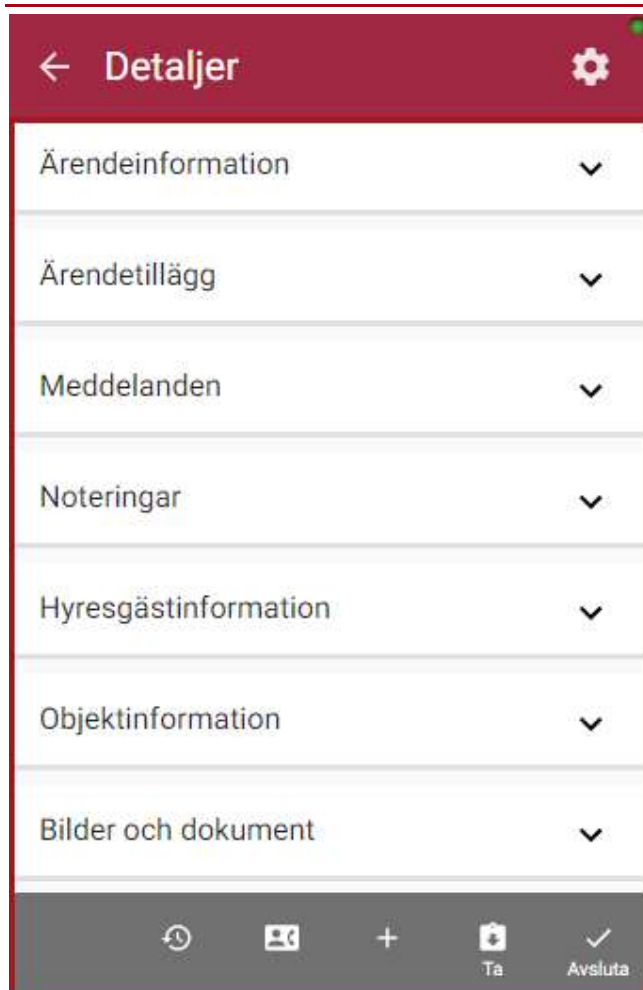 Detaljer
Ärendeinformation
Ärendetillägg
Meddelanden
Noteringar
Hyresgästinformation
Objektinformation
Bilder och dokument
Ta
Avsluta